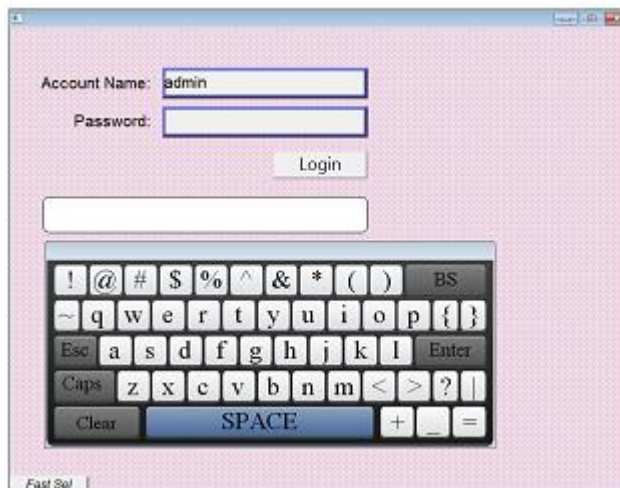 Account Name: admin
Password:
Login
! @ # $ % ^ & * ( ) BS
~ q w e r t y u i o p { }
Esc a s d f g h j k l Enter
Caps z x c v b n m < > ? |
Clear SPACE + _ =
Fast Sel